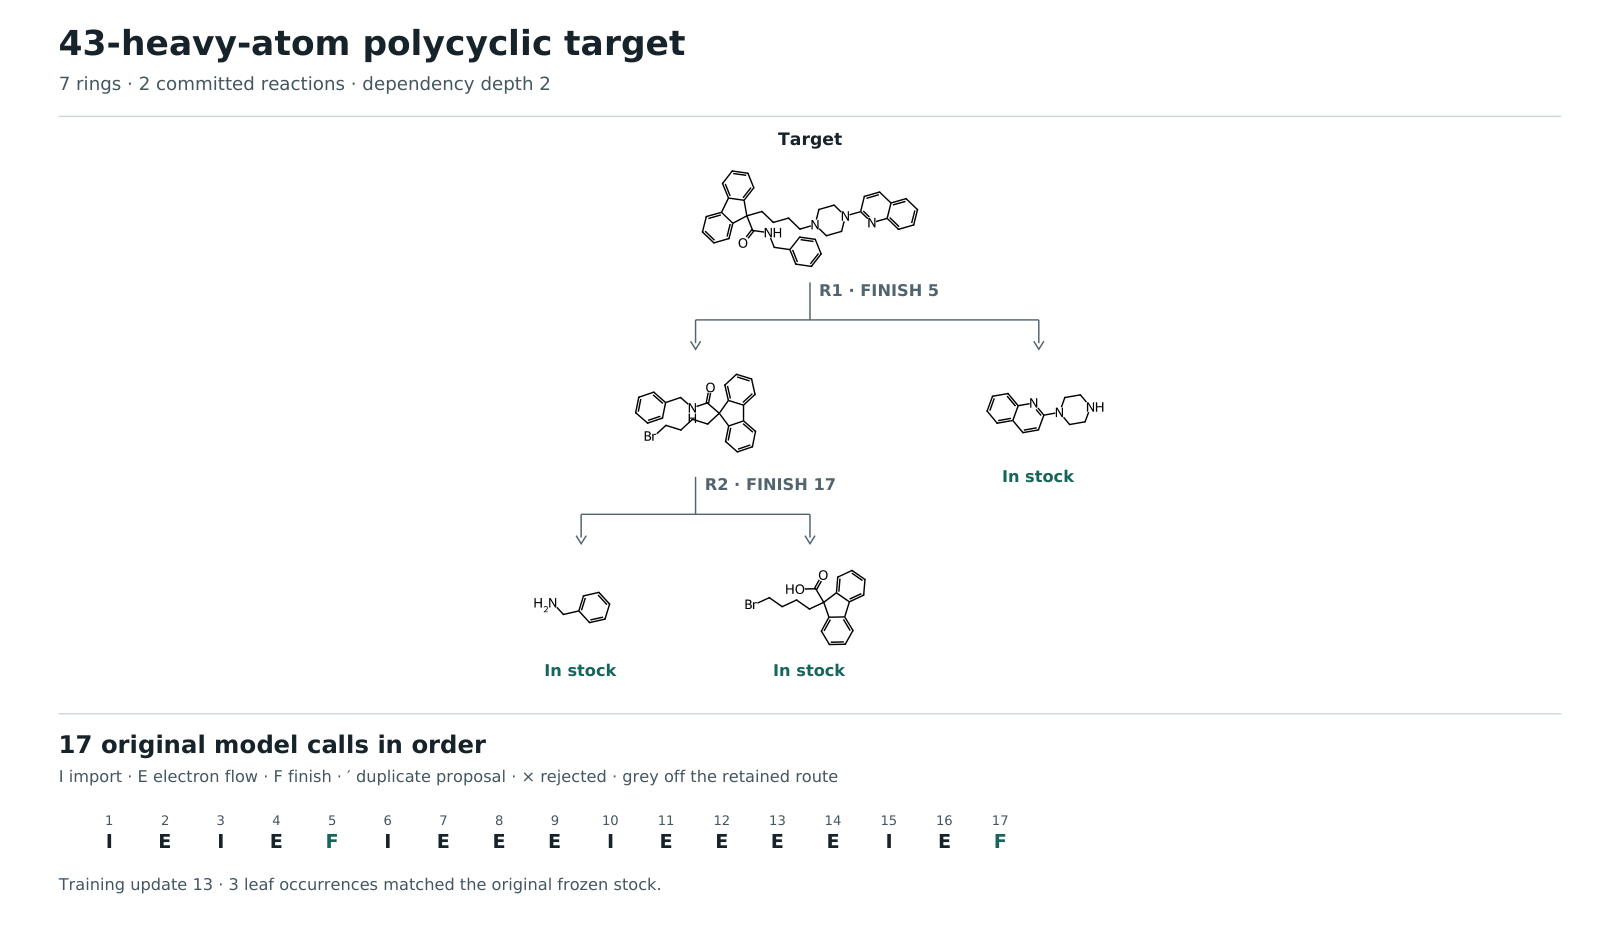 43-heavy-atom polycyclic target
7 rings · 2 committed reactions · dependency depth 2
Target
N
N
N
NH
O
R1 · FINISH 5
O
N
H
Br
N
N
NH
In stock
R2 · FINISH 17
H2N
O
HO
Br
In stock
In stock
17 original model calls in order
I import · E electron flow · F finish · ′ duplicate proposal · × rejected · grey off the retained route
1 2 3 4 5 6 7 8 9 10 11 12 13 14 15 16 17
I E I E F I E E E I E E E E I E F
Training update 13 · 3 leaf occurrences matched the original frozen stock.